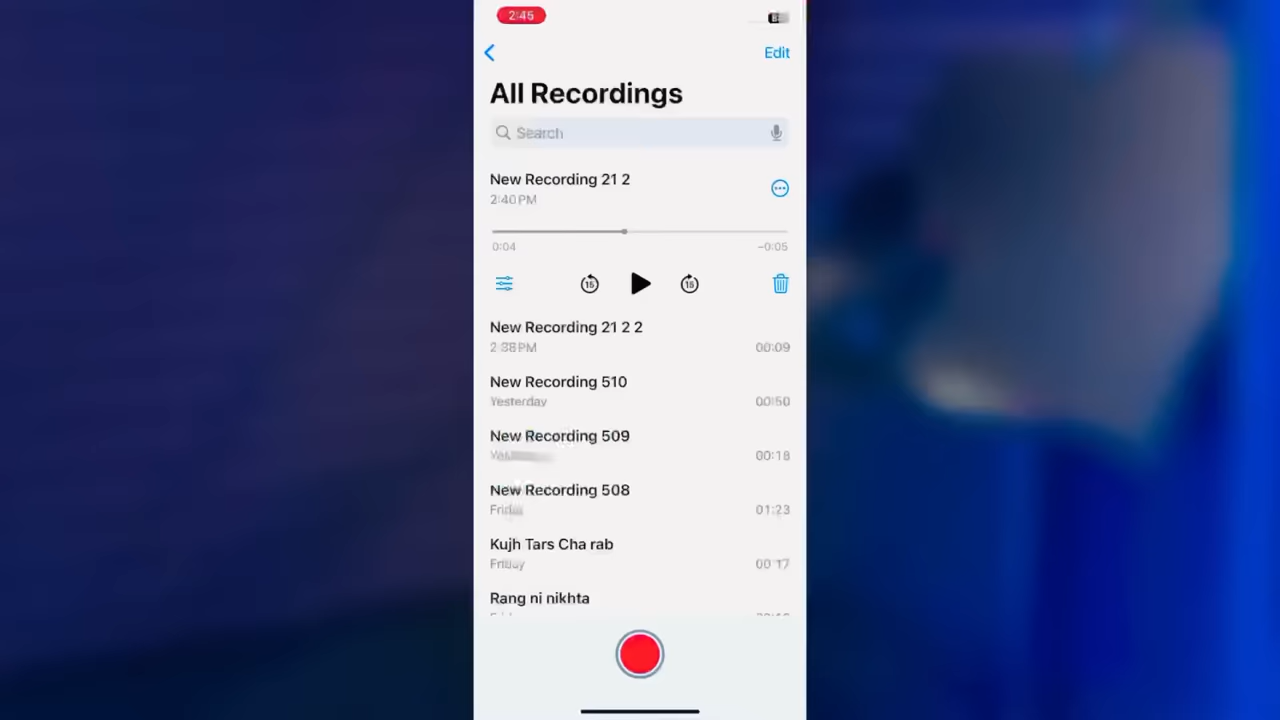 2:45
Edit
All Recordings
Search
New Recording 21 2
2:40 PM
0:04
-0:05
15
15
New Recording 21 2 2
2:38 PM
00:09
New Recording 510
Yesterday
00:50
New Recording 509
00:18
New Recording 508
01:23
Kujh Tars Cha rab
Friday
00:17
Rang ni nikhta